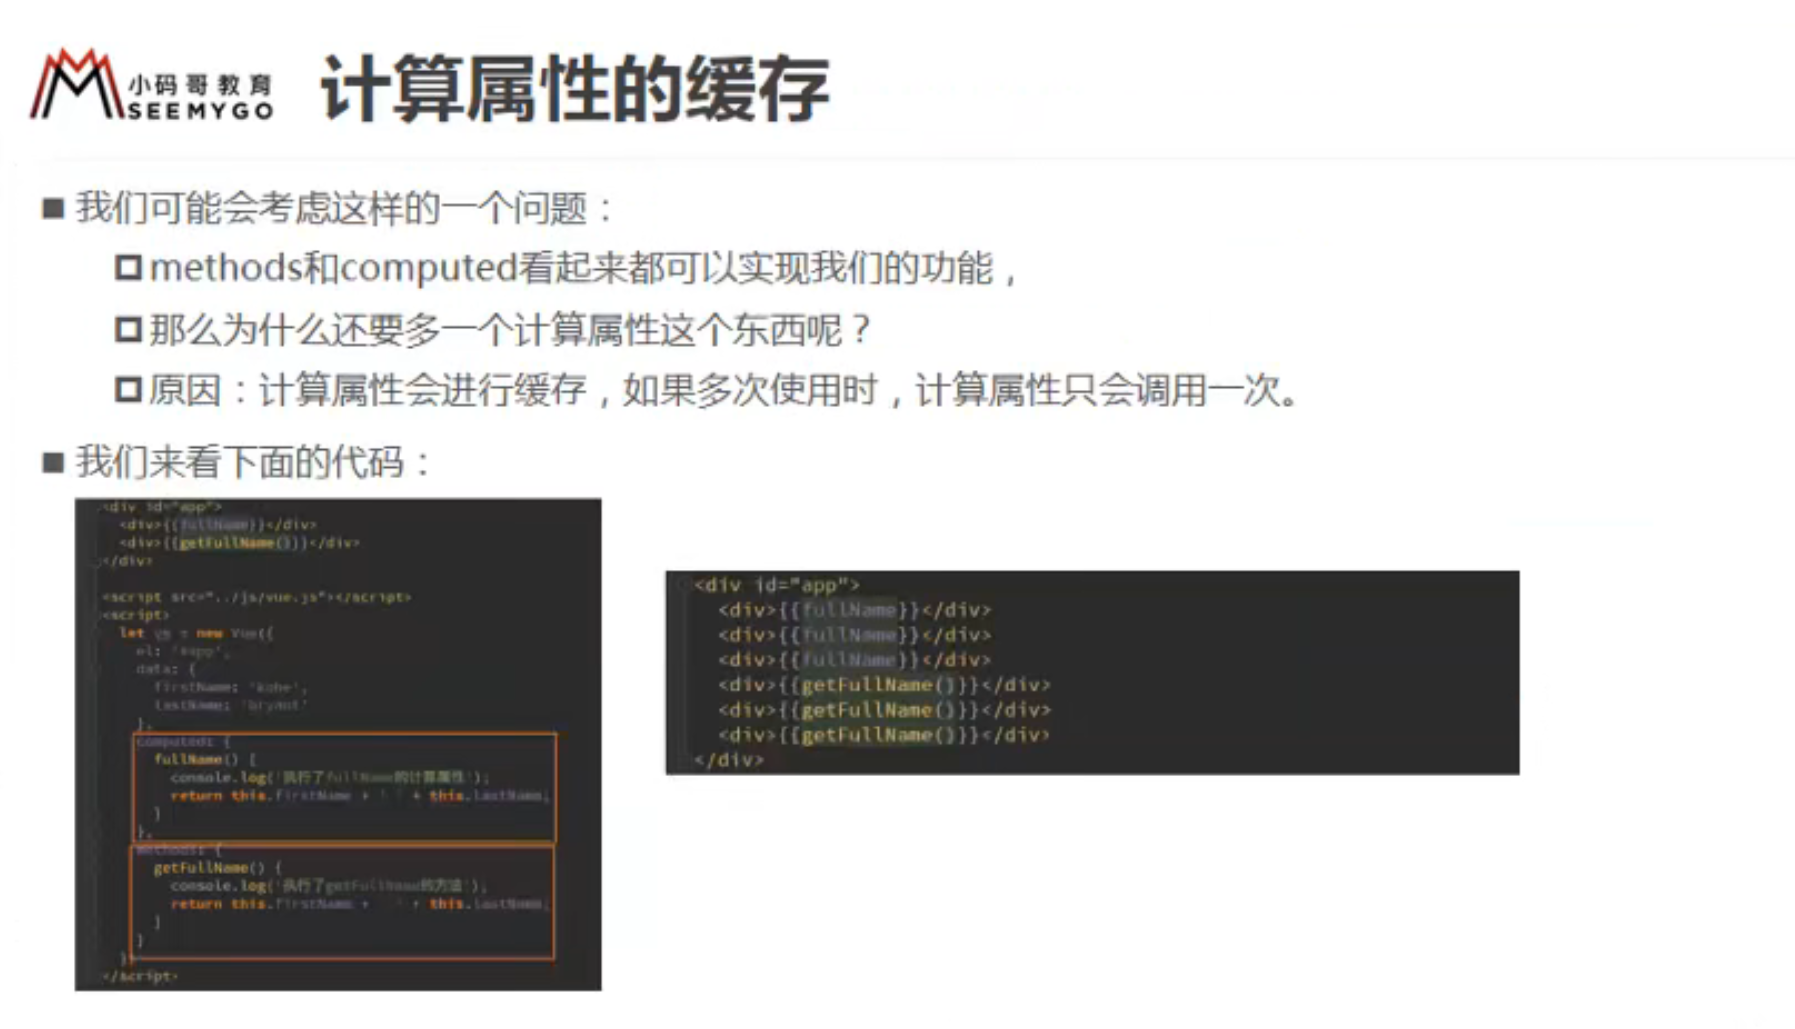 小码哥教育
SEEMYGO
计算属性的缓存
我们可能会考虑这样的一个问题：
methods和computed看起来都可以实现我们的功能，
那么为什么还要多一个计算属性这个东西呢？
原因：计算属性会进行缓存，如果多次使用时，计算属性只会调用一次。
我们来看下面的代码：
<div id="app">
<div>{{fullName}}</div>
<div>{{getFullName()}}</div>
</div>
<script src="../js/vue.js"></script>
<script>
let vm = new Vue({
el: '#app',
data: {
firstName: 'kobe',
lastName: 'bryant'
},
computed: {
fullName() {
console.log('执行了fullName的计算属性');
return this.firstName + ' ' + this.lastName;
}
},
methods: {
getFullName() {
console.log('执行了getFullName的方法');
return this.firstName + ' ' + this.lastName;
}
}
})
</script>
<div id="app">
<div>{{fullName}}</div>
<div>{{fullName}}</div>
<div>{{fullName}}</div>
<div>{{getFullName()}}</div>
<div>{{getFullName()}}</div>
<div>{{getFullName()}}</div>
</div>